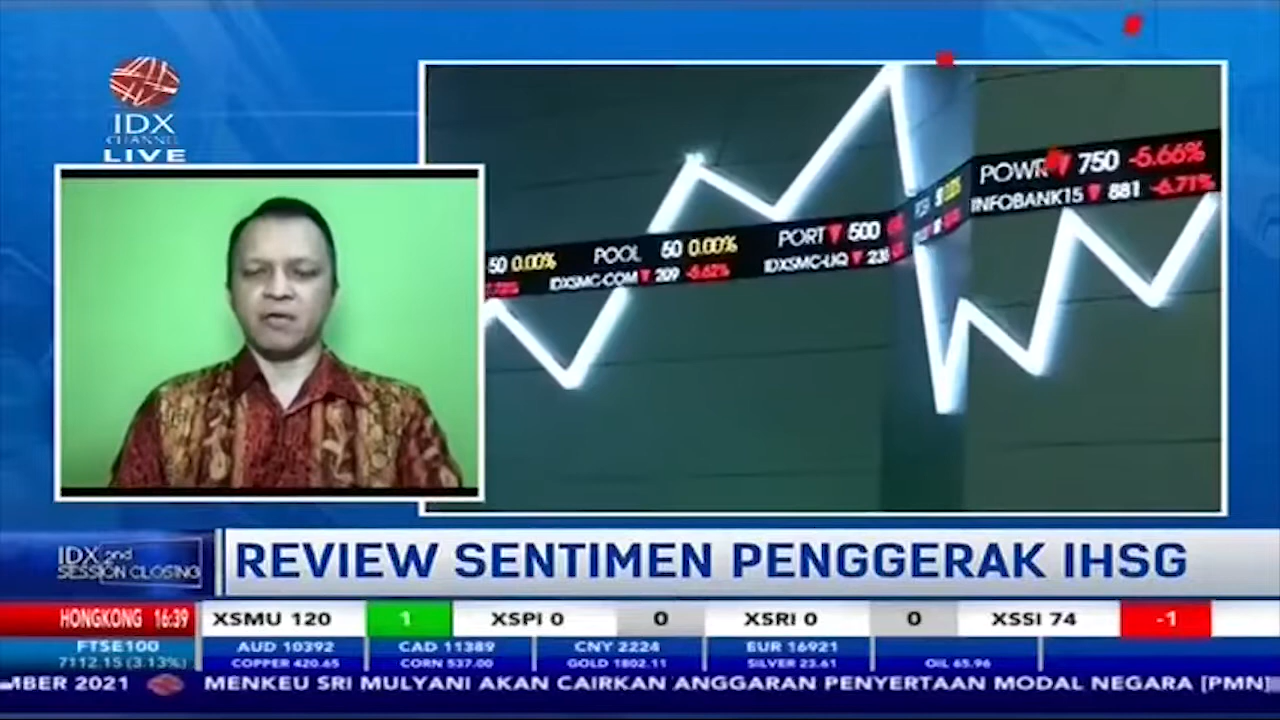 IDX
CHANNEL
LIVE
POWR 750 -5.66%
INFOBANK15 881 -6.71%
50 0.00% POOL 50 0.00% PORT 500
IDXSMC-COM 209 -5.62% IDXSMC-LIQ
IDX and
SESSION CLOSING
REVIEW SENTIMEN PENGGERAK IHSG
HONGKONG 16:39 XSMU 120 1 XSPI 0 0 XSRI 0 0 XSSI 74 -1
FTSE100 AUD 10392 CAD 11389 CNY 2224 EUR 16921
7112.15 (3.13%) COPPER 420.65 CORN 537.00 GOLD 1802.11 SILVER 23.61 OIL 65.96
MBER 2021 MENKEU SRI MULYANI AKAN CAIRKAN ANGGARAN PENYERTAAN MODAL NEGARA (PMN)